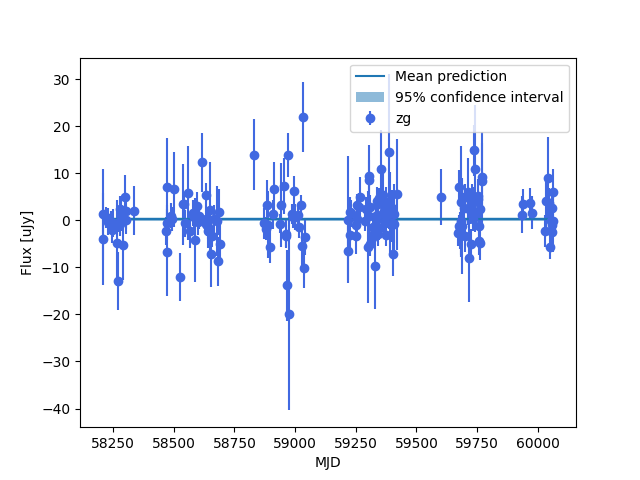 30
20
10
0
−10
−20
−30
−40
Flux [uJy]
Mean prediction
95% confidence interval
zg
58250 58500 58750 59000 59250 59500 59750 60000
MJD